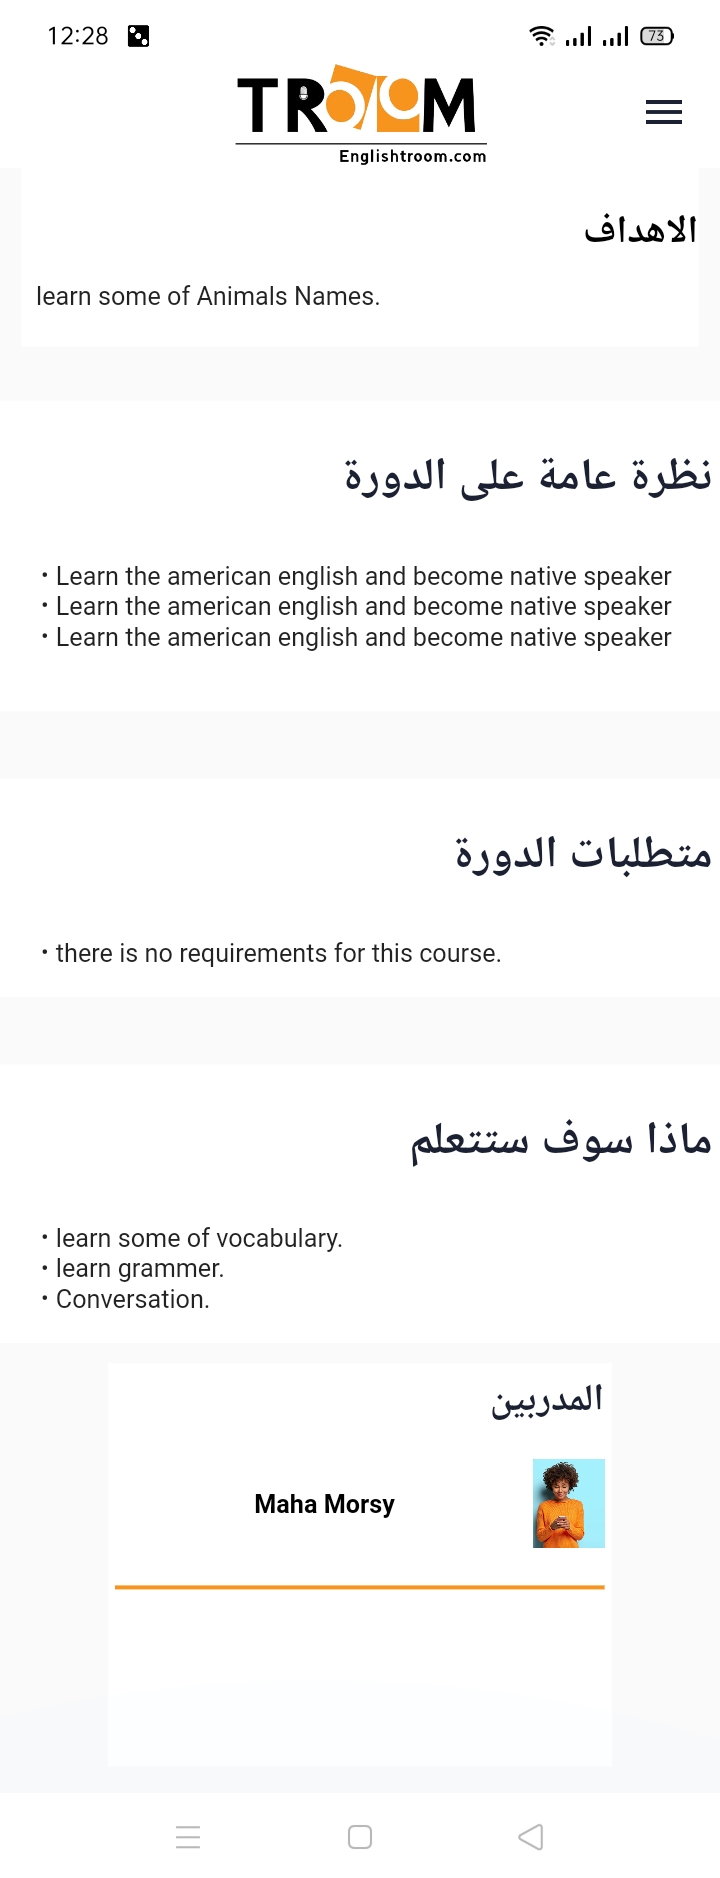 12:28
73
TROOM
Englishtroom.com
الاهداف
learn some of Animals Names.
نظرة عامة على الدورة
• Learn the american english and become native speaker
• Learn the american english and become native speaker
• Learn the american english and become native speaker
متطلبات الدورة
• there is no requirements for this course.
ماذا سوف ستتعلم
• learn some of vocabulary.
• learn grammer.
• Conversation.
المدربين
Maha Morsy